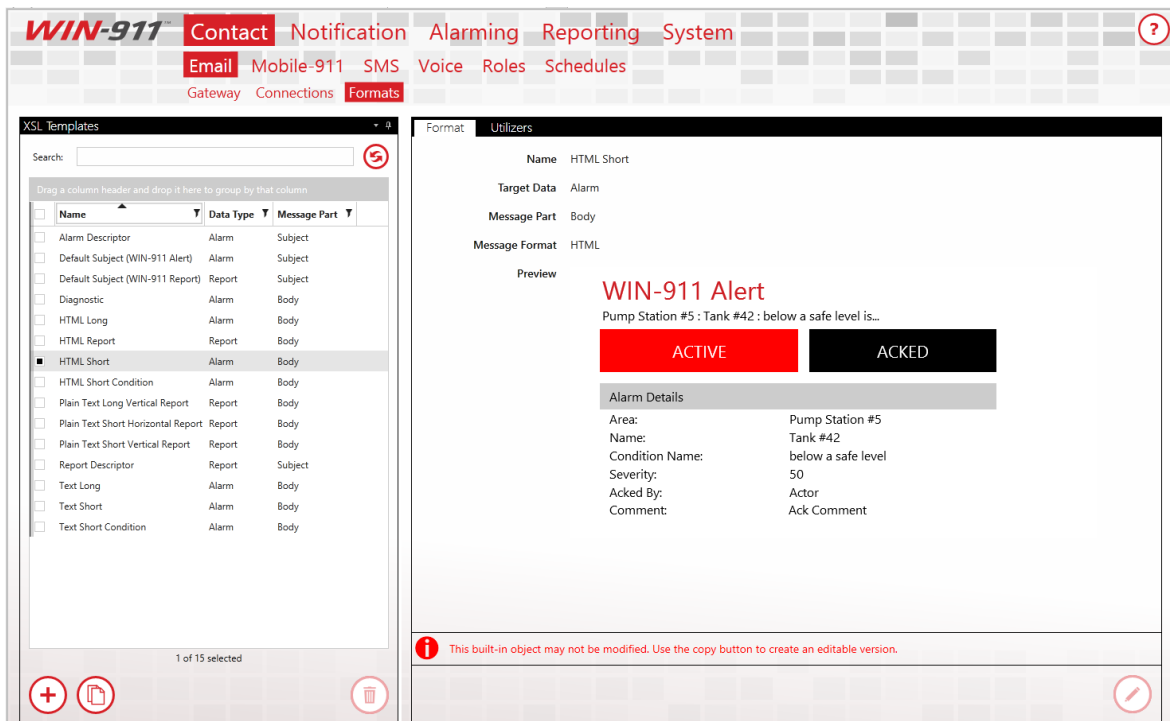 WIN-911™ Contact Notification Alarming Reporting System ?
Email Mobile-911 SMS Voice Roles Schedules
Gateway Connections Formats
XSL Templates
Search:
Drag a column header and drop it here to group by that column
Name Data Type Message Part
Alarm Descriptor Alarm Subject
Default Subject (WIN-911 Alert) Alarm Subject
Default Subject (WIN-911 Report) Report Subject
Diagnostic Alarm Body
HTML Long Alarm Body
HTML Report Report Body
HTML Short Alarm Body
HTML Short Condition Alarm Body
Plain Text Long Vertical Report Report Body
Plain Text Short Horizontal Report Report Body
Plain Text Short Vertical Report Report Body
Report Descriptor Report Subject
Text Long Alarm Body
Text Short Alarm Body
Text Short Condition Alarm Body
1 of 15 selected
Format Utilizers
Name HTML Short
Target Data Alarm
Message Part Body
Message Format HTML
Preview
WIN-911 Alert
Pump Station #5 : Tank #42 : below a safe level is...
ACTIVE ACKED
Alarm Details
Area: Pump Station #5
Name: Tank #42
Condition Name: below a safe level
Severity: 50
Acked By: Actor
Comment: Ack Comment
This built-in object may not be modified. Use the copy button to create an editable version.